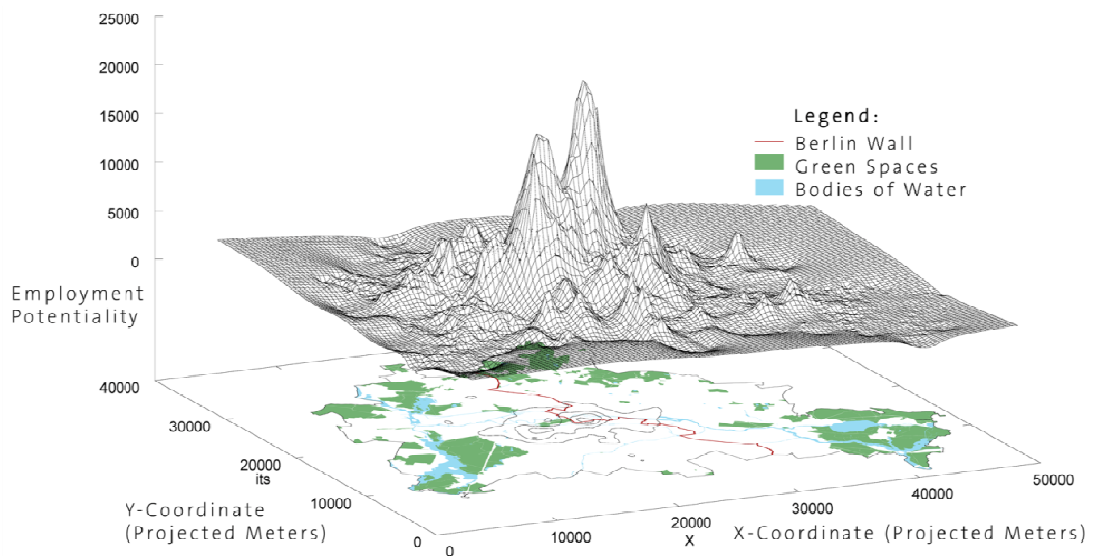 25000
20000
15000
10000
5000
0
Employment
Potentiality
Legend:
Berlin Wall
Green Spaces
Bodies of Water
40000
30000
20000
its
10000
0
Y-Coordinate
(Projected Meters)
0
10000
20000
X
30000
40000
50000
X-Coordinate (Projected Meters)